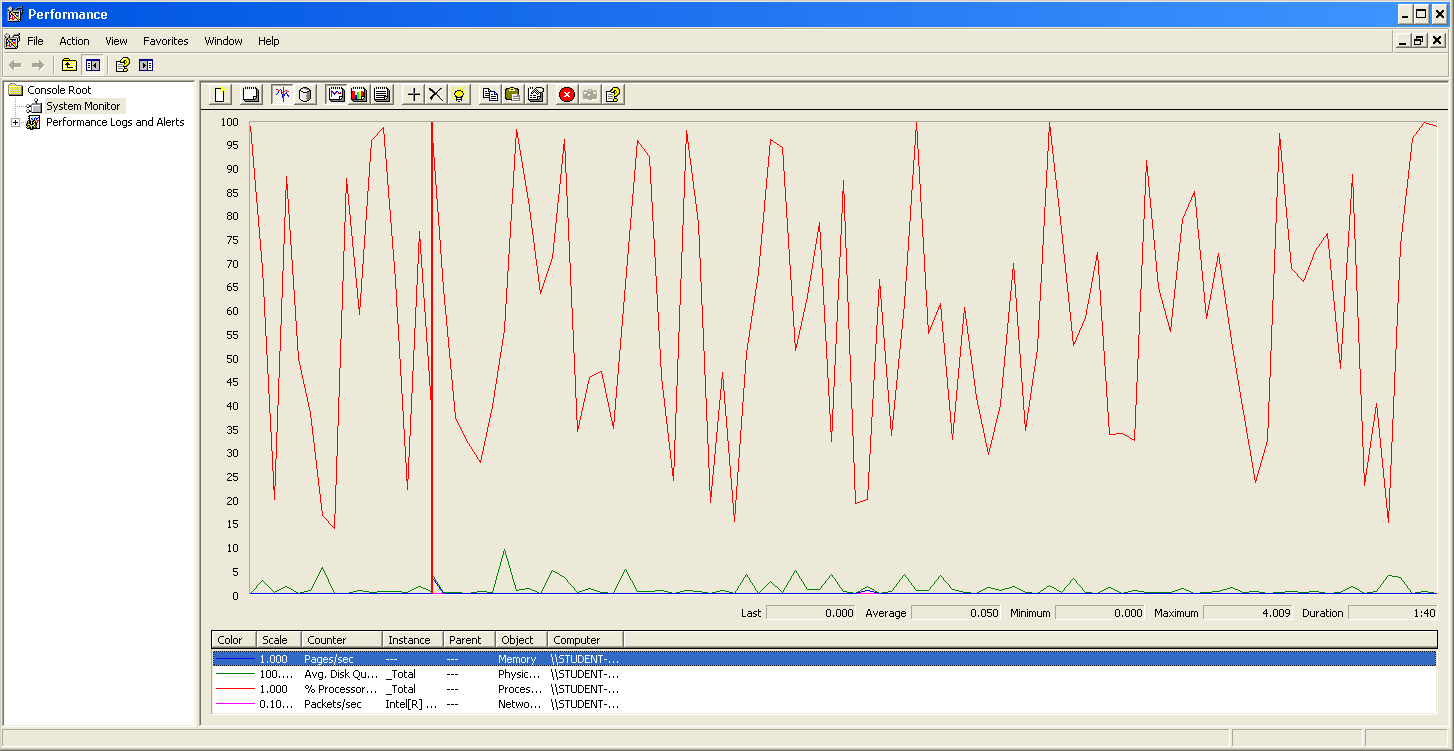 Performance
File Action View Favorites Window Help
Console Root
System Monitor
Performance Logs and Alerts
100
95
90
85
80
75
70
65
60
55
50
45
40
35
30
25
20
15
10
5
0
Last 0.000 Average 0.050 Minimum 0.000 Maximum 4.009 Duration 1:40
Color Scale Counter Instance Parent Object Computer
1.000 Pages/sec --- --- Memory \\STUDENT-...
100.... Avg. Disk Qu... _Total --- Physic... \\STUDENT-...
1.000 % Processor... _Total --- Proces... \\STUDENT-...
0.10... Packets/sec Intel[R] ... --- Netwo... \\STUDENT-...